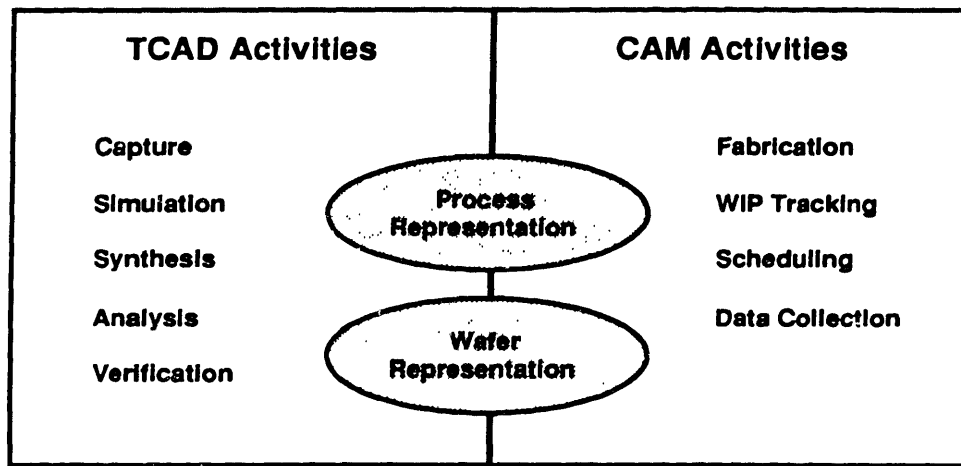 TCAD Activities
CAM Activities
Capture
Simulation
Synthesis
Analysis
Verification
Process
Representation
Wafer
Representation
Fabrication
WIP Tracking
Scheduling
Data Collection